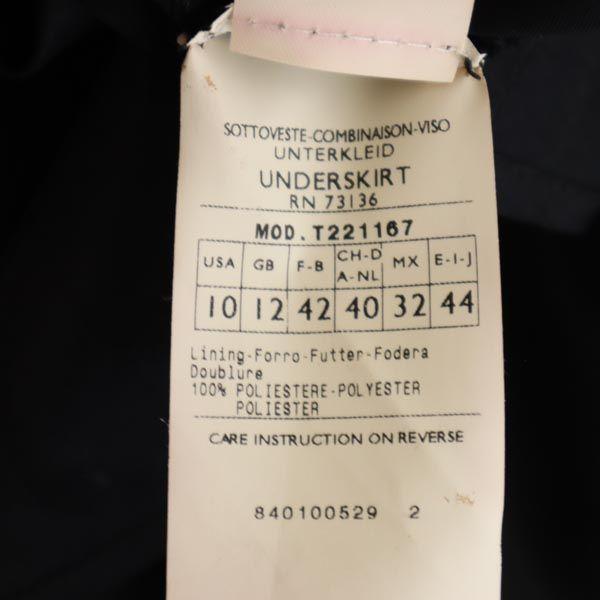 SOTTOVESTE-COMBINAISON-VISO
UNTERKLEID
UNDERSKIRT
RN 73136
MOD. T221167
USA GB F-B CH-D A-NL MX E-I-J
10 12 42 40 32 44
Lining-Forro-Futter-Fodera
Doublure
100% POLIESTERE-POLYESTER
POLIESTER
CARE INSTRUCTION ON REVERSE
840100529 2